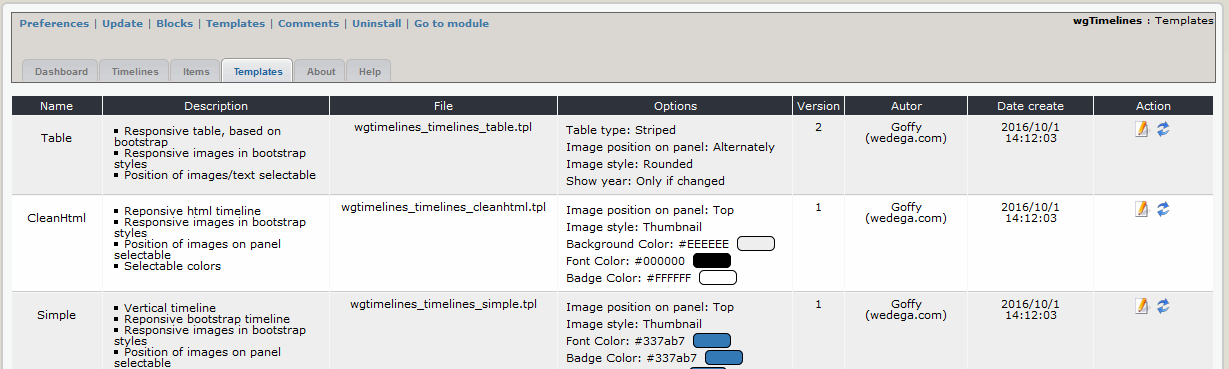 Preferences | Update | Blocks | Templates | Comments | Uninstall | Go to module
wgTimelines : Templates
Dashboard Timelines Items Templates About Help
Name Description File Options Version Autor Date create Action
Table
Responsive table, based on
bootstrap
Responsive images in bootstrap
styles
Position of images/text selectable
wgtimelines_timelines_table.tpl
Table type: Striped
Image position on panel: Alternately
Image style: Rounded
Show year: Only if changed
2
Goffy
(wedega.com)
2016/10/1
14:12:03
CleanHtml
Reponsive html timeline
Responsive images in bootstrap
styles
Position of images on panel
selectable
Selectable colors
wgtimelines_timelines_cleanhtml.tpl
Image position on panel: Top
Image style: Thumbnail
Background Color: #EEEEEE
Font Color: #000000
Badge Color: #FFFFFF
1
Goffy
(wedega.com)
2016/10/1
14:12:03
Simple
Vertical timeline
Reponsive bootstrap timeline
Responsive images in bootstrap
styles
Position of images on panel
selectable
wgtimelines_timelines_simple.tpl
Image position on panel: Top
Image style: Thumbnail
Font Color: #337ab7
Badge Color: #337ab7
1
Goffy
(wedega.com)
2016/10/1
14:12:03